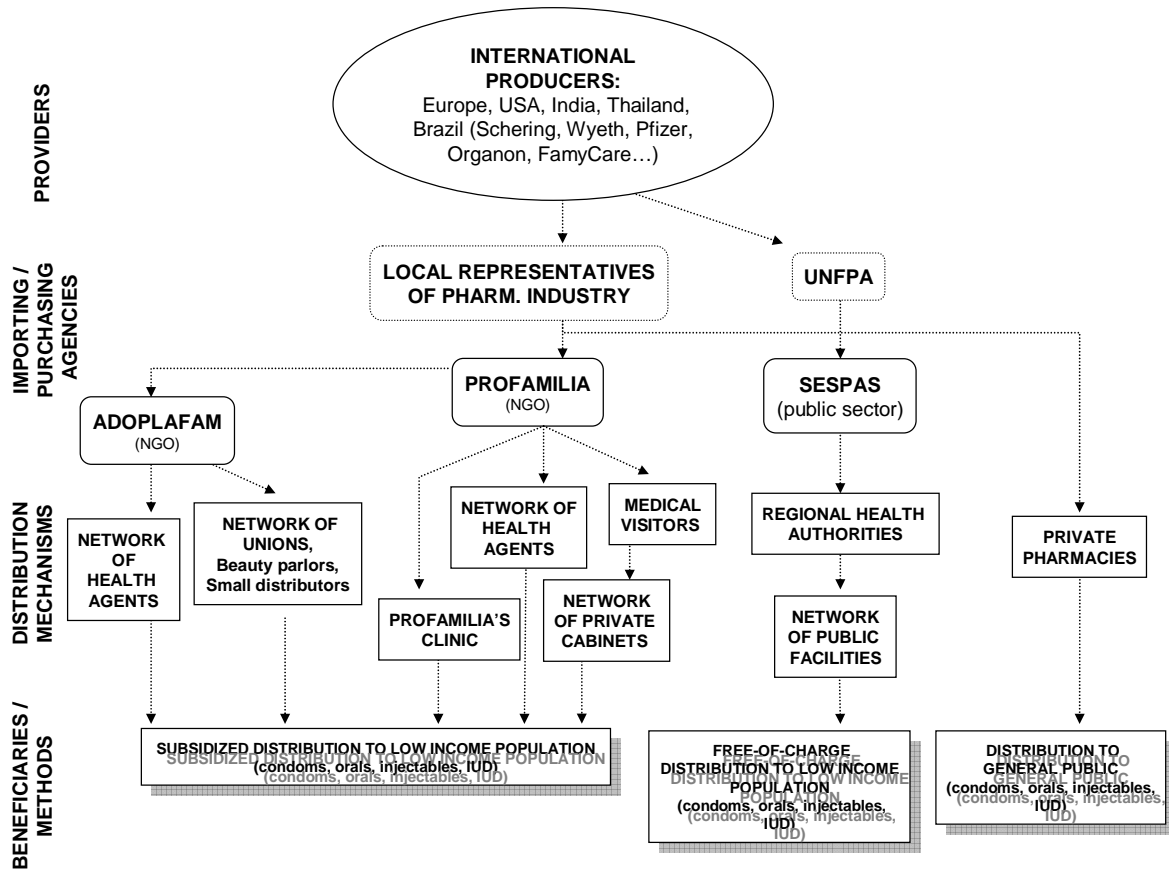 PROVIDERS
INTERNATIONAL
PRODUCERS:
Europe, USA, India, Thailand,
Brazil (Schering, Wyeth, Pfizer,
Organon, FamyCare…)
IMPORTING /
PURCHASING
AGENCIES
LOCAL REPRESENTATIVES
OF PHARM. INDUSTRY
UNFPA
ADOPLAFAM
(NGO)
PROFAMILIA
(NGO)
SESPAS
(public sector)
DISTRIBUTION
MECHANISMS
NETWORK
OF
HEALTH
AGENTS
NETWORK OF
UNIONS,
Beauty parlors,
Small distributors
PROFAMILIA'S
CLINIC
NETWORK OF
HEALTH
AGENTS
MEDICAL
VISITORS
NETWORK
OF PRIVATE
CABINETS
REGIONAL HEALTH
AUTHORITIES
NETWORK
OF PUBLIC
FACILITIES
PRIVATE
PHARMACIES
BENEFICIARIES /
METHODS
SUBSIDIZED DISTRIBUTION TO LOW INCOME POPULATION
(condoms, orals, injectables, IUD)
FREE-OF-CHARGE
DISTRIBUTION TO LOW INCOME
POPULATION
(condoms, orals, injectables,
IUD)
DISTRIBUTION TO
GENERAL PUBLIC
(condoms, orals, injectables,
IUD)